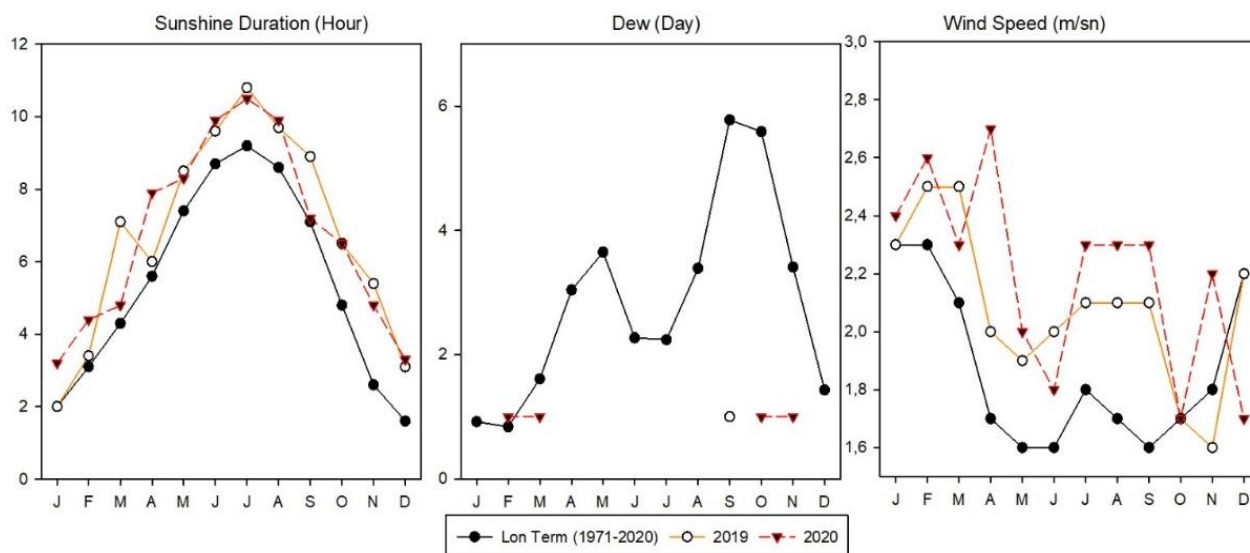 Sunshine Duration (Hour)
Dew (Day)
Wind Speed (m/sn)
12
10
8
6
4
2
0
J F M A M J J A S O N D
6
4
2
0
J F M A M J J A S O N D
3,0
2,8
2,6
2,4
2,2
2,0
1,8
1,6
J F M A M J J A S O N D
Lon Term (1971-2020) 2019 2020